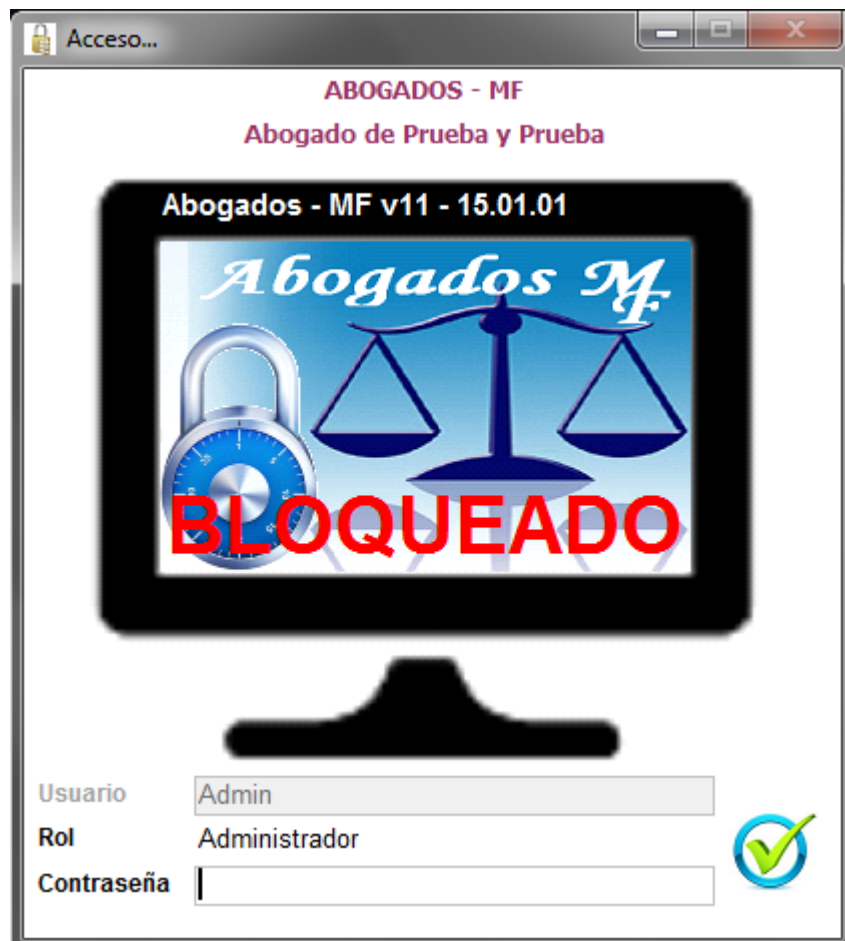 Acceso...
ABOGADOS - MF
Abogado de Prueba y Prueba
Abogados - MF v11 - 15.01.01
Abogados MF
BLOQUEADO
Usuario Admin
Rol Administrador
Contraseña